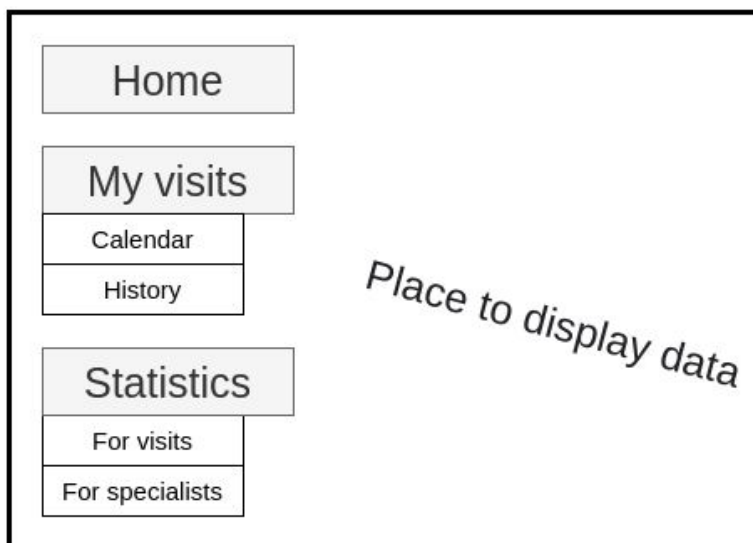 Home
My visits
Calendar
History
Place to display data
Statistics
For visits
For specialists